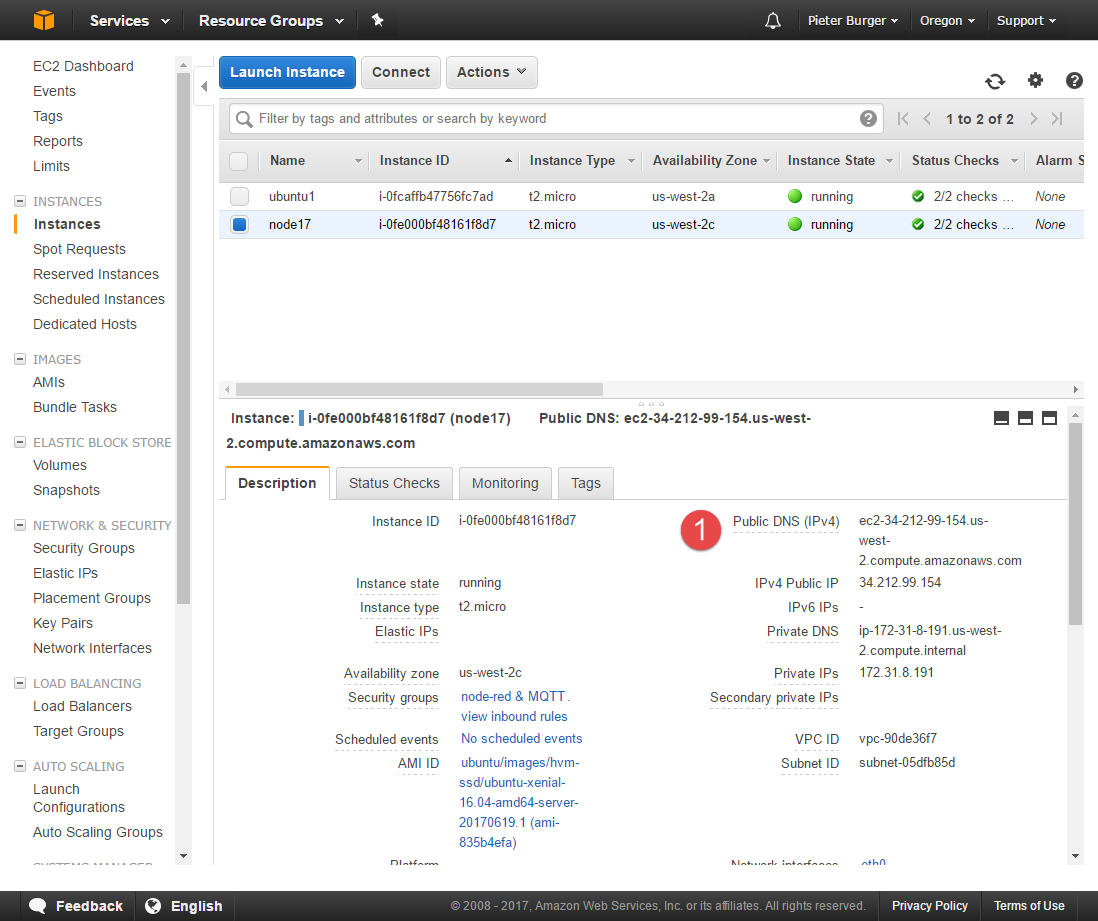 Services Resource Groups Pieter Burger Oregon Support
EC2 Dashboard
Events
Tags
Reports
Limits
INSTANCES
Instances
Spot Requests
Reserved Instances
Scheduled Instances
Dedicated Hosts
IMAGES
AMIs
Bundle Tasks
ELASTIC BLOCK STORE
Volumes
Snapshots
NETWORK & SECURITY
Security Groups
Elastic IPs
Placement Groups
Key Pairs
Network Interfaces
LOAD BALANCING
Load Balancers
Target Groups
AUTO SCALING
Launch
Configurations
Auto Scaling Groups
SYSTEMS MANAGER
Launch Instance Connect Actions
Filter by tags and attributes or search by keyword 1 to 2 of 2
Name Instance ID Instance Type Availability Zone Instance State Status Checks Alarm S
ubuntu1 i-0fcaffb47756fc7ad t2.micro us-west-2a running 2/2 checks ... None
node17 i-0fe000bf48161f8d7 t2.micro us-west-2c running 2/2 checks ... None
Instance: i-0fe000bf48161f8d7 (node17) Public DNS: ec2-34-212-99-154.us-west-
2.compute.amazonaws.com
Description Status Checks Monitoring Tags
Instance ID i-0fe000bf48161f8d7
Instance state running
Instance type t2.micro
Elastic IPs
Availability zone us-west-2c
Security groups node-red & MQTT .
view inbound rules
Scheduled events No scheduled events
AMI ID ubuntu/images/hvm-
ssd/ubuntu-xenial-
16.04-amd64-server-
20170619.1 (ami-
835b4efa)
Platform
1
Public DNS (IPv4) ec2-34-212-99-154.us-
west-
2.compute.amazonaws.com
IPv4 Public IP 34.212.99.154
IPv6 IPs -
Private DNS ip-172-31-8-191.us-west-
2.compute.internal
Private IPs 172.31.8.191
Secondary private IPs
VPC ID vpc-90de36f7
Subnet ID subnet-05dfb85d
Network interfaces eth0
Feedback English © 2008 - 2017, Amazon Web Services, Inc. or its affiliates. All rights reserved. Privacy Policy Terms of Use